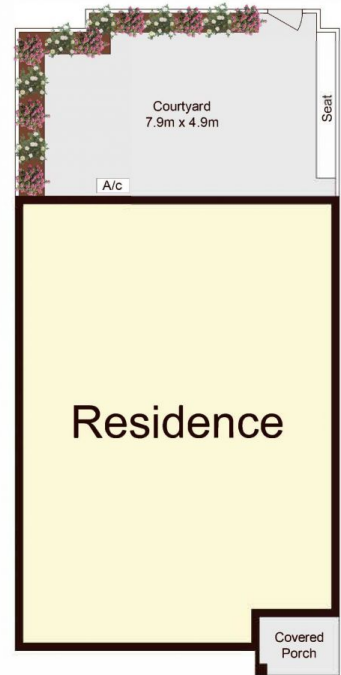 Courtyard
7.9m x 4.9m
Seat
A/c
Residence
Covered
Porch